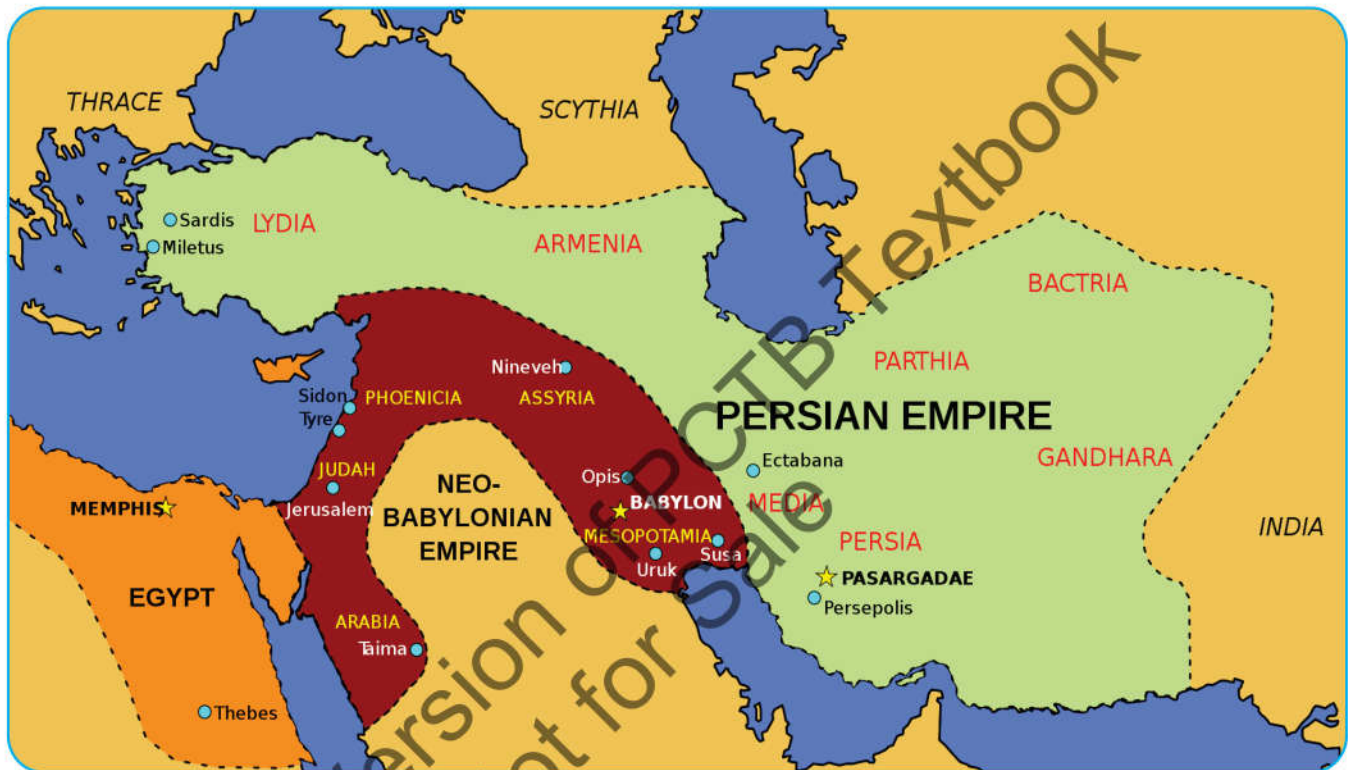 THRACE
SCYTHIA
Sardis
LYDIA
Miletus
ARMENIA
BACTRIA
PARTHIA
Nineveh
ASSYRIA
Sidon
PHOENICIA
Tyre
PERSIAN EMPIRE
GANDHARA
Ectabana
JUDAH
Jerusalem
NEO-
BABYLONIAN
EMPIRE
Opis
BABYLON
MEDIA
MESOPOTAMIA
Susa
Uruk
MEMPHIS
INDIA
PERSIA
PASARGADAE
Persepolis
EGYPT
ARABIA
Taima
Thebes
Version of PCTB Textbook
not for Sale